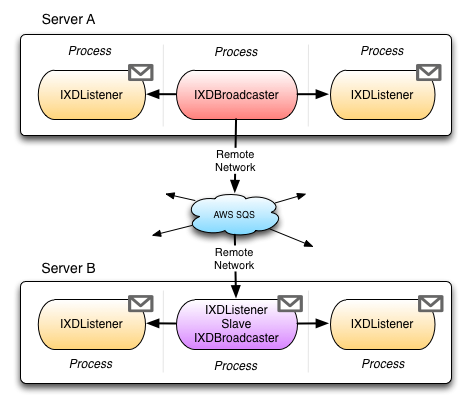 Server A
Process Process Process
IXDListener IXDBroadcaster IXDListener
Remote
Network
AWS SQS
Remote
Network
Server B
IXDListener
IXDListener
Slave
IXDBroadcaster
IXDListener
Process Process Process